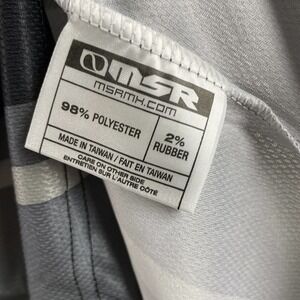 MSR
MSRMX.COM
98% POLYESTER
2% RUBBER
MADE IN TAIWAN / FAIT EN TAIWAN
CARE ON OTHER SIDE
ENTRETIEN SUR L'AUTRE CÔTÉ